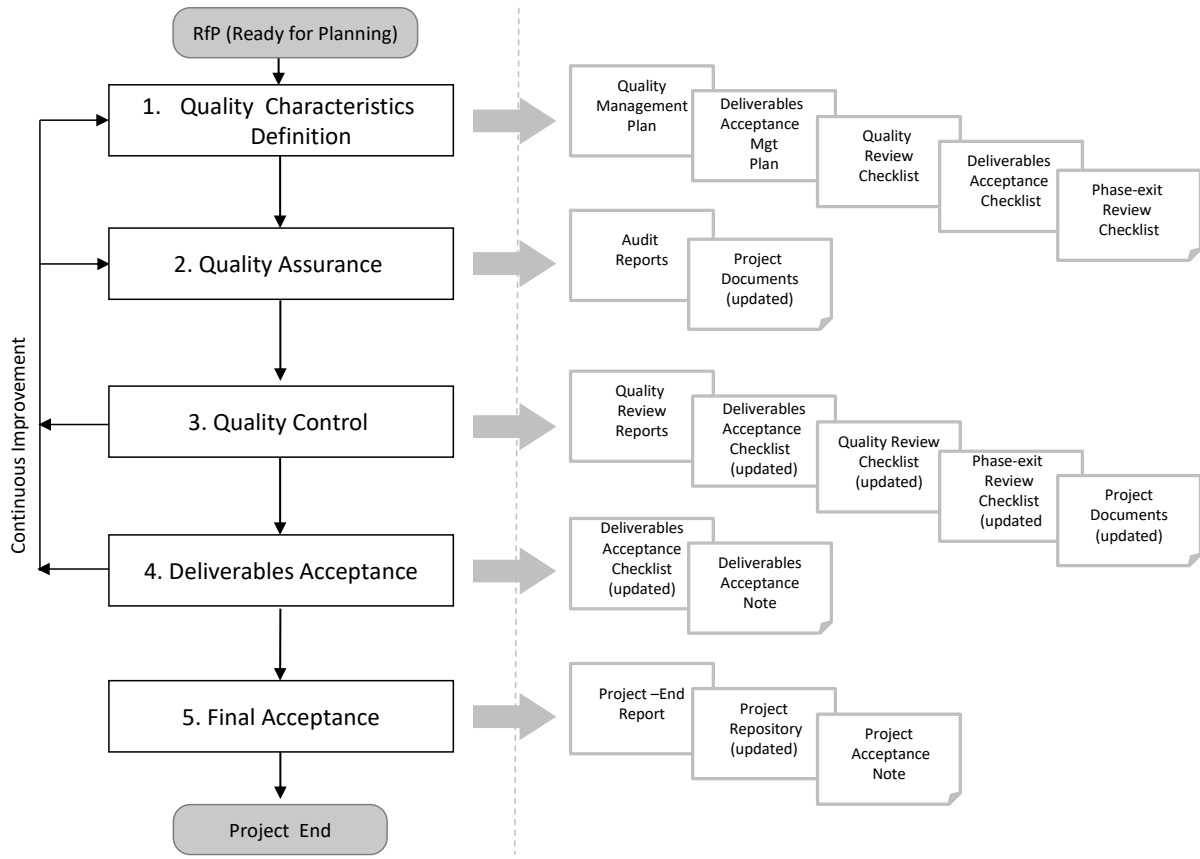 RfP (Ready for Planning)
1. Quality Characteristics
Definition
Quality
Management
Plan
Deliverables
Acceptance
Mgt
Plan
Quality
Review
Checklist
Deliverables
Acceptance
Checklist
Phase-exit
Review
Checklist
2. Quality Assurance
Audit
Reports
Project
Documents
(updated)
Continuous Improvement
3. Quality Control
Quality
Review
Reports
Deliverables
Acceptance
Checklist
(updated)
Quality Review
Checklist
(updated)
Phase-exit
Review
Checklist
(updated
Project
Documents
(updated)
4. Deliverables Acceptance
Deliverables
Acceptance
Checklist
(updated)
Deliverables
Acceptance
Note
5. Final Acceptance
Project –End
Report
Project
Repository
(updated)
Project
Acceptance
Note
Project End